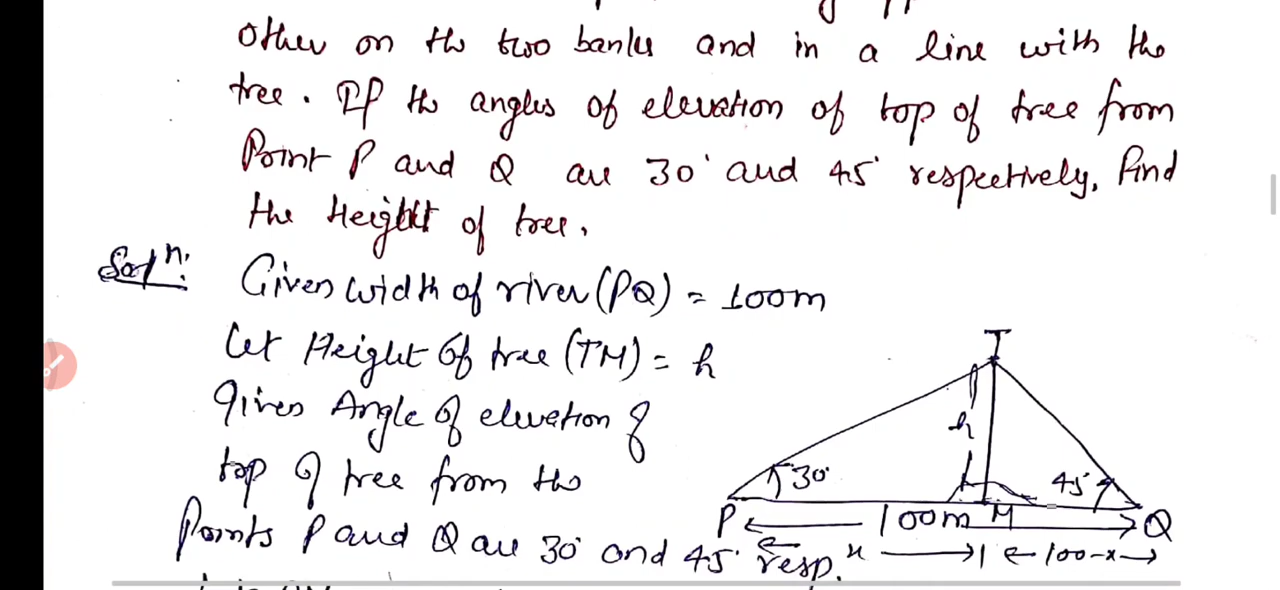 other on the two banks and in a line with the
tree. If the angles of elevation of top of tree from
Point P and Q are 30° and 45° respectively, find
the Height of tree.
Solⁿ: Given width of river (PQ) = 100m
Let Height of tree (TM) = h
given Angle of elevation of
top of tree from the
Points P and Q are 30° and 45° resp.
T
h
30°
45°
P
100m
M
Q
x
100-x